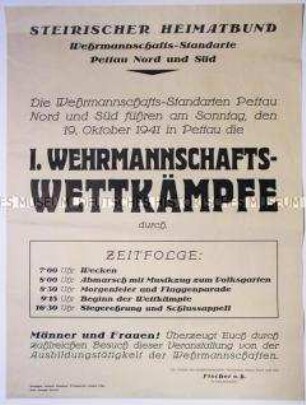 STEIRISCHER HEIMATBUND
Wehrmannschafts-Standarte
Pettau Nord und Süd
Die Wehrmannschafts-Standarten Pettau
Nord und Süd führen am Sonntag, den
19. Oktober 1941 in Pettau die
I. WEHRMANNSCHAFTS-
WETTKÄMPFE
durch.
ZEITFOLGE:
7·00 Uhr Wecken
8·00 Uhr Abmarsch mit Musikzug zum Volksgarten
8·30 Uhr Morgenfeier und Flaggenparade
9·15 Uhr Beginn der Wettkämpfe
16·30 Uhr Siegerehrung und Schlussappell
Männer und Frauen! Überzeugt Euch durch
zahlreichen Besuch dieser Veranstaltung von der
Ausbildungstätigkeit der Wehrmannschaften.
Fischer e.h.